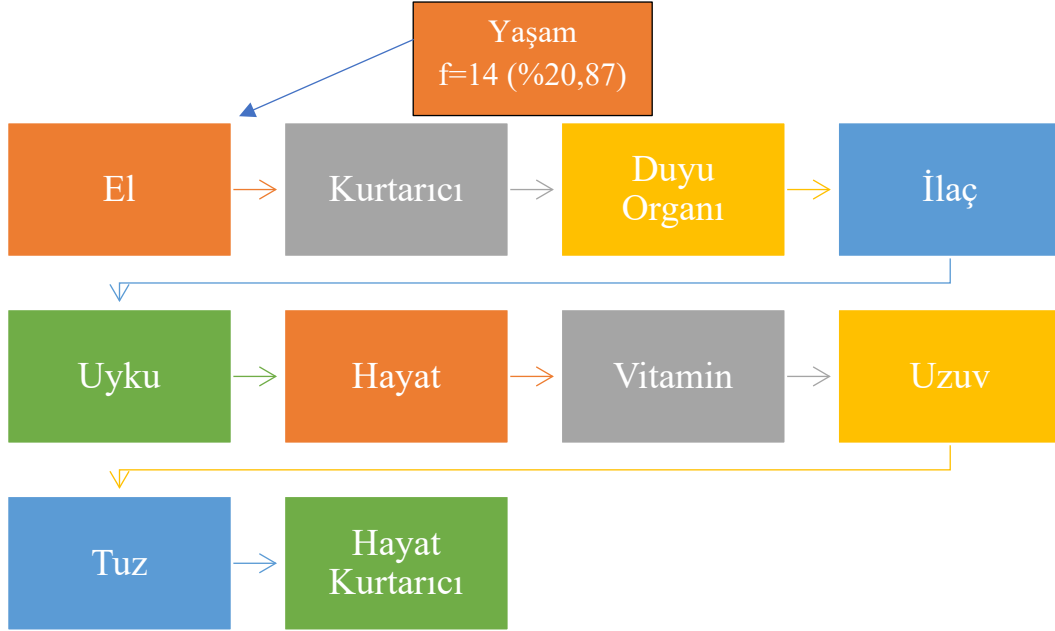 Yaşam
f=14 (%20,87)
El
Kurtarıcı
Duyu
Organı
İlaç
Uyku
Hayat
Vitamin
Uzuv
Tuz
Hayat
Kurtarıcı